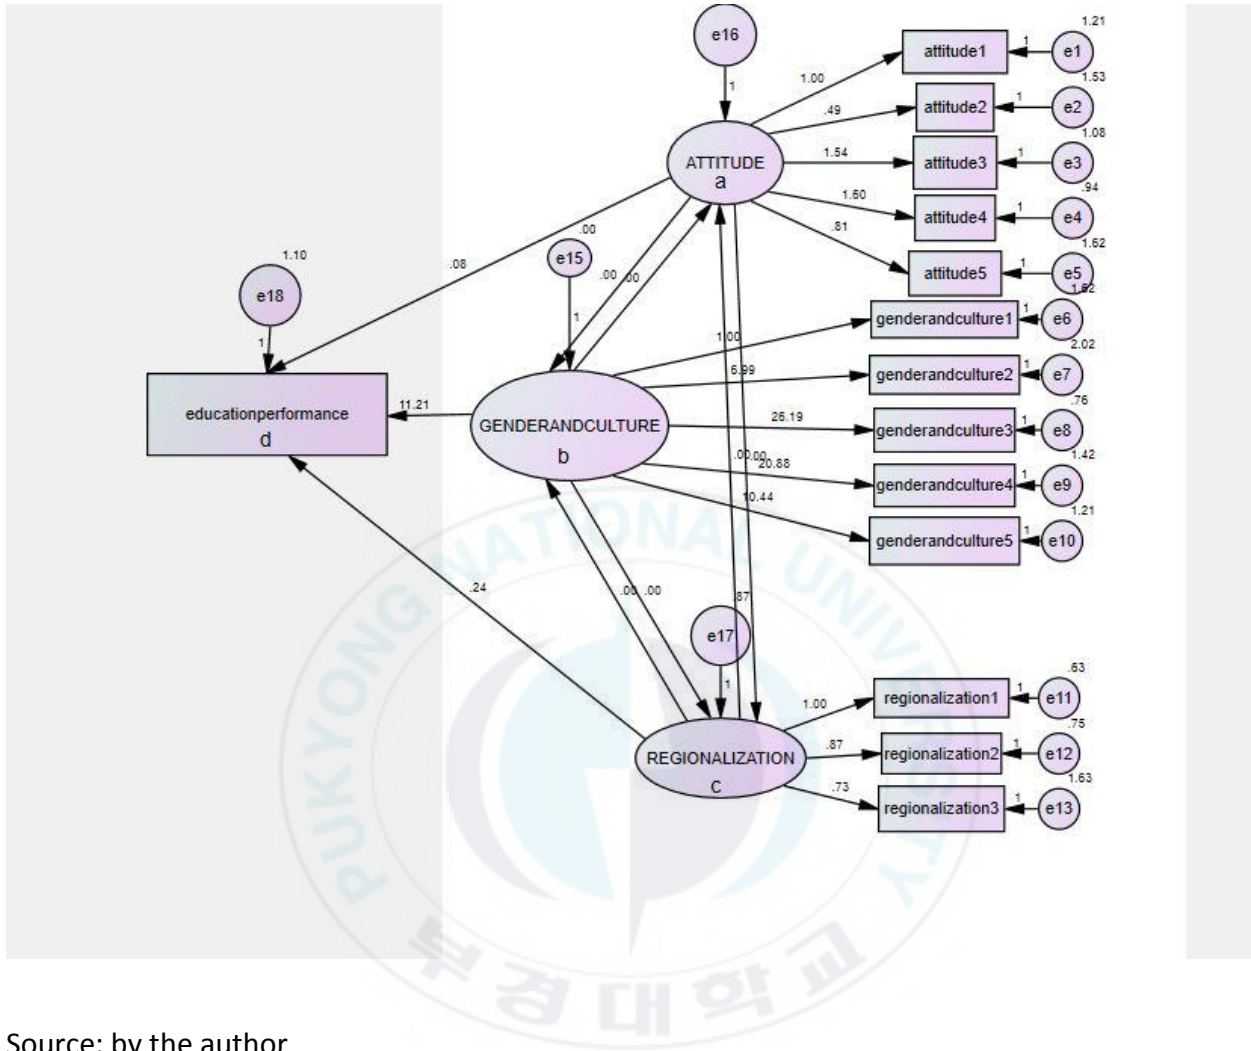 e16
1
1.21
attitude1
1
e1
1.00
1.53
attitude2
1
e2
.49
1.08
ATTITUDE
a
1.54
attitude3
1
e3
.94
1.60
attitude4
1
e4
1.62
.81
attitude5
1
e5
.00
e15
1
.00
.00
.08
1.10
e18
1
1.62
genderandculture1
1
e6
1.00
2.02
genderandculture2
1
e7
6.99
.76
educationperformance
d
11.21
GENDERANDCULTURE
b
26.19
genderandculture3
1
e8
1.42
.00
.00
20.88
genderandculture4
1
e9
1.21
10.44
genderandculture5
1
e10
.24
.00
.00
.87
e17
1
.63
1.00
regionalization1
1
e11
.75
REGIONALIZATION
c
.87
regionalization2
1
e12
1.63
.73
regionalization3
1
e13
PUKYONG NATIONAL UNIVERSITY
부경대학교
Source: by the author